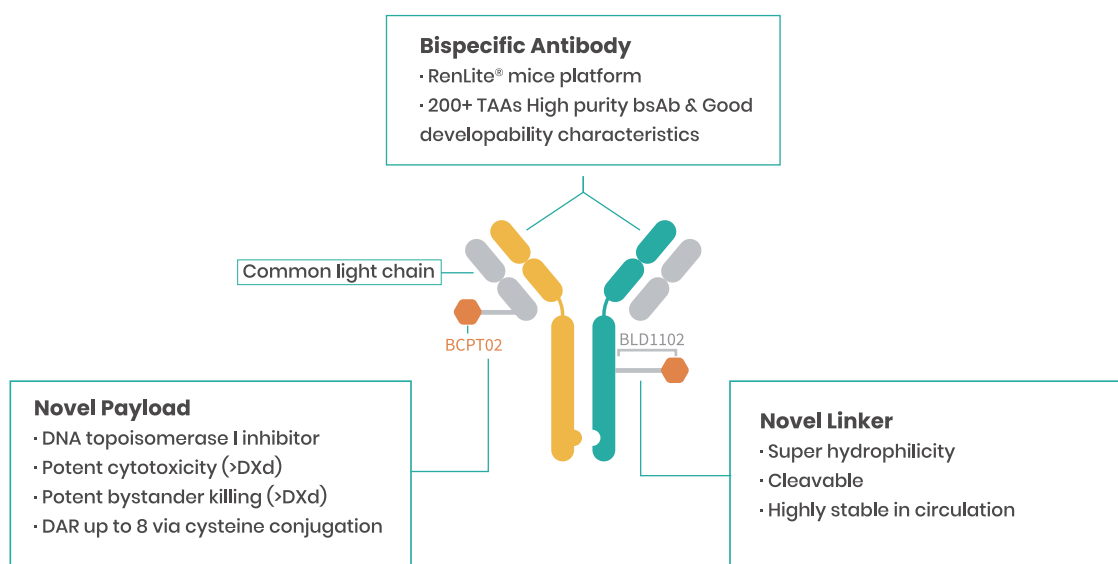 Bispecific Antibody
· RenLite® mice platform
· 200+ TAAs High purity bsAb & Good
developability characteristics
Common light chain
BCPT02
BLD1102
Novel Payload
· DNA topoisomerase I inhibitor
· Potent cytotoxicity (>DXd)
· Potent bystander killing (>DXd)
· DAR up to 8 via cysteine conjugation
Novel Linker
· Super hydrophilicity
· Cleavable
· Highly stable in circulation